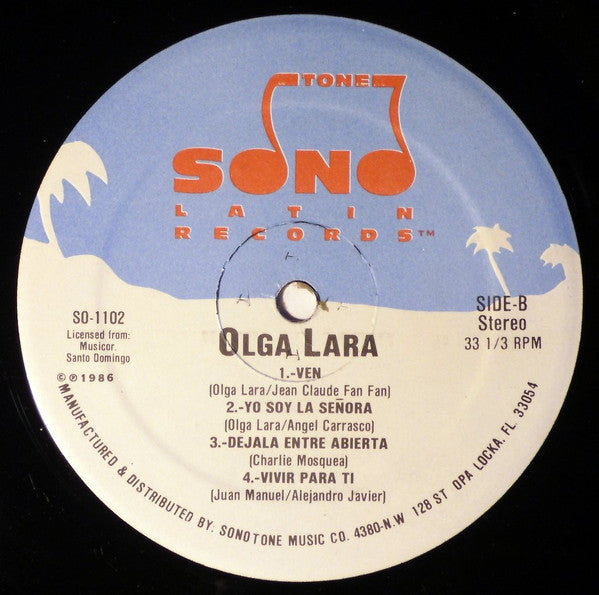 TONE
SONO
LATIN
RECORDS™
SO-1102
Licensed from:
Musicor.
Santo Domingo
©℗1986
SIDE-B
Stereo
33 1/3 RPM
OLGA LARA
1.-VEN
(Olga Lara/Jean Claude Fan Fan)
2.-YO SOY LA SEÑORA
(Olga Lara/Angel Carrasco)
3.-DEJALA ENTRE ABIERTA
(Charlie Mosquea)
4.-VIVIR PARA TI
(Juan Manuel/Alejandro Javier)
MANUFACTURED & DISTRIBUTED BY: SONOTONE MUSIC CO. 4380-N.W 128 ST OPA LOCKA, FL 33054